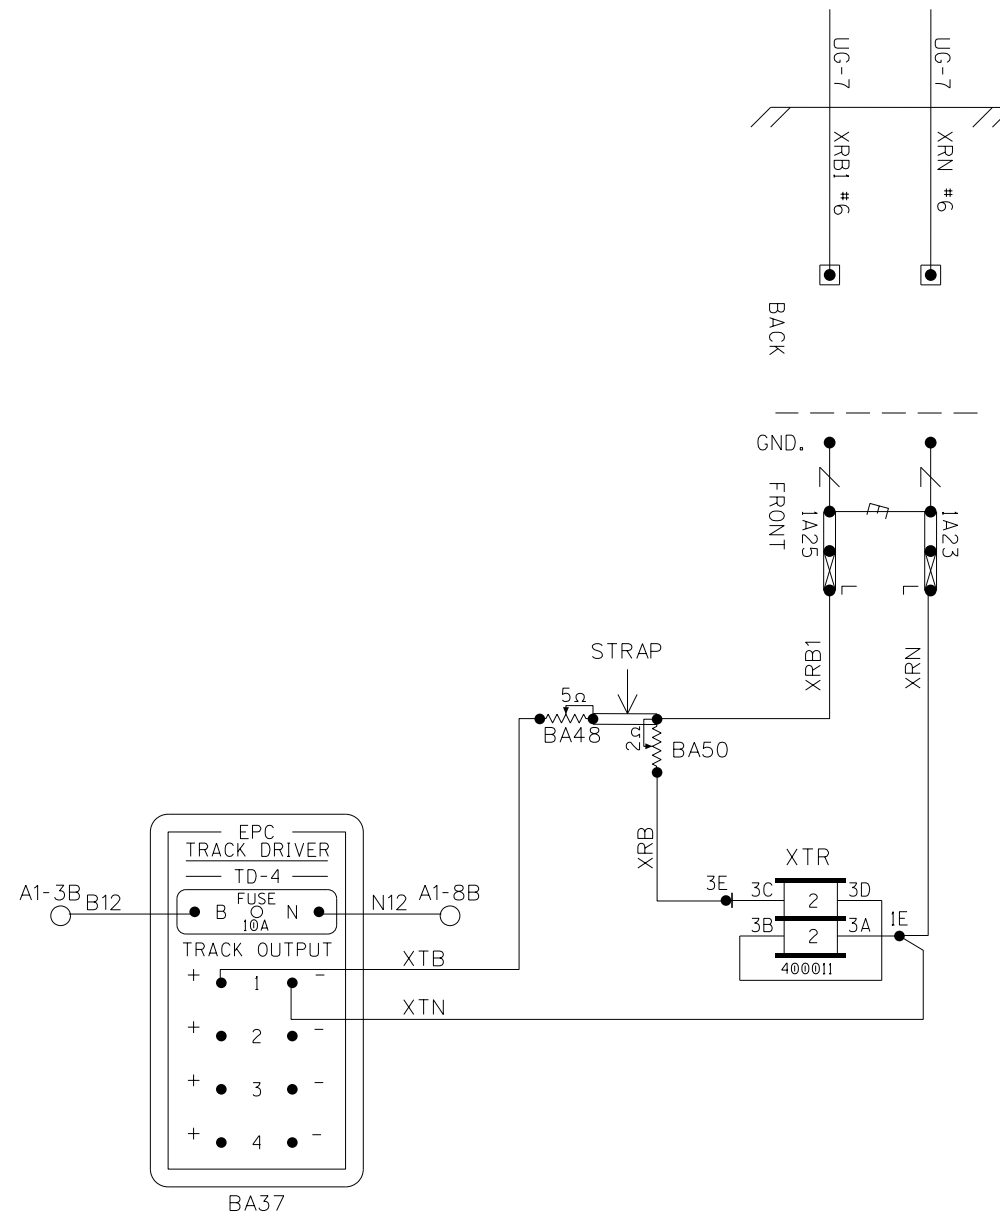 UG-7
UG-7
XRB1 #6
XRN #6
BACK
GND.
FRONT
1A25
1A23
XRB1
XRN
STRAP
5Ω
BA48
2Ω
BA50
XRB
XTR
3E
3C
2
3D
3B
2
3A
1E
400011
EPC
TRACK DRIVER
TD-4
A1-3B
B12
FUSE
B
N
10A
N12
A1-8B
TRACK OUTPUT
XTB
+ 1 -
XTN
+ 2 -
+ 3 -
+ 4 -
BA37